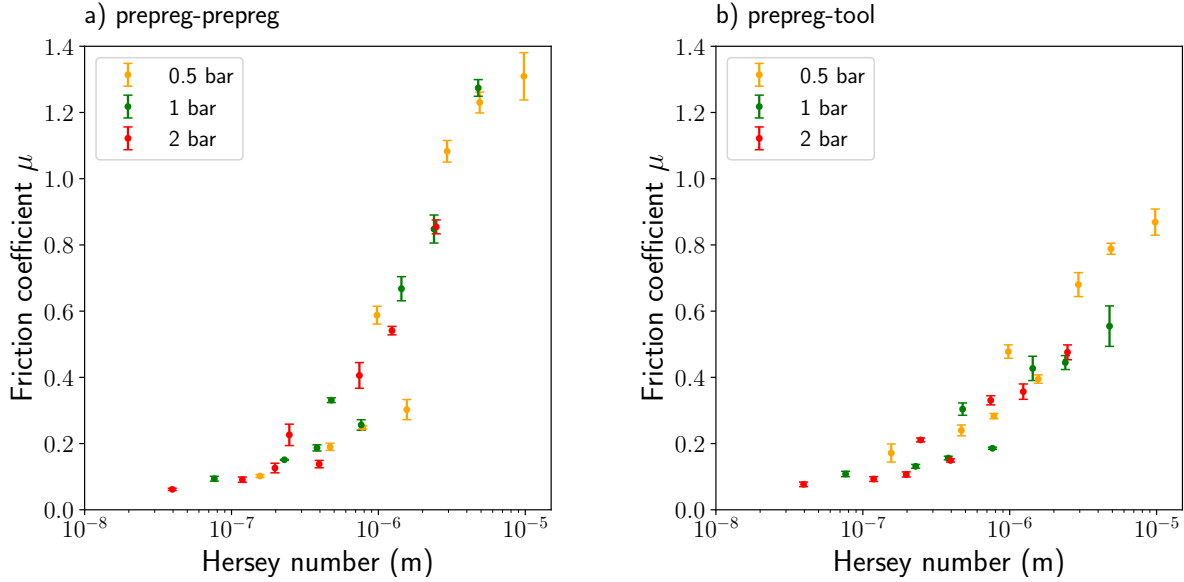 a) prepreg-prepreg
1.4
1.2
1.0
0.8
0.6
0.4
0.2
0.0
Friction coefficient μ
0.5 bar
1 bar
2 bar
10⁻⁸
10⁻⁷
10⁻⁶
10⁻⁵
Hersey number (m)
b) prepreg-tool
1.4
1.2
1.0
0.8
0.6
0.4
0.2
0.0
Friction coefficient μ
0.5 bar
1 bar
2 bar
10⁻⁸
10⁻⁷
10⁻⁶
10⁻⁵
Hersey number (m)